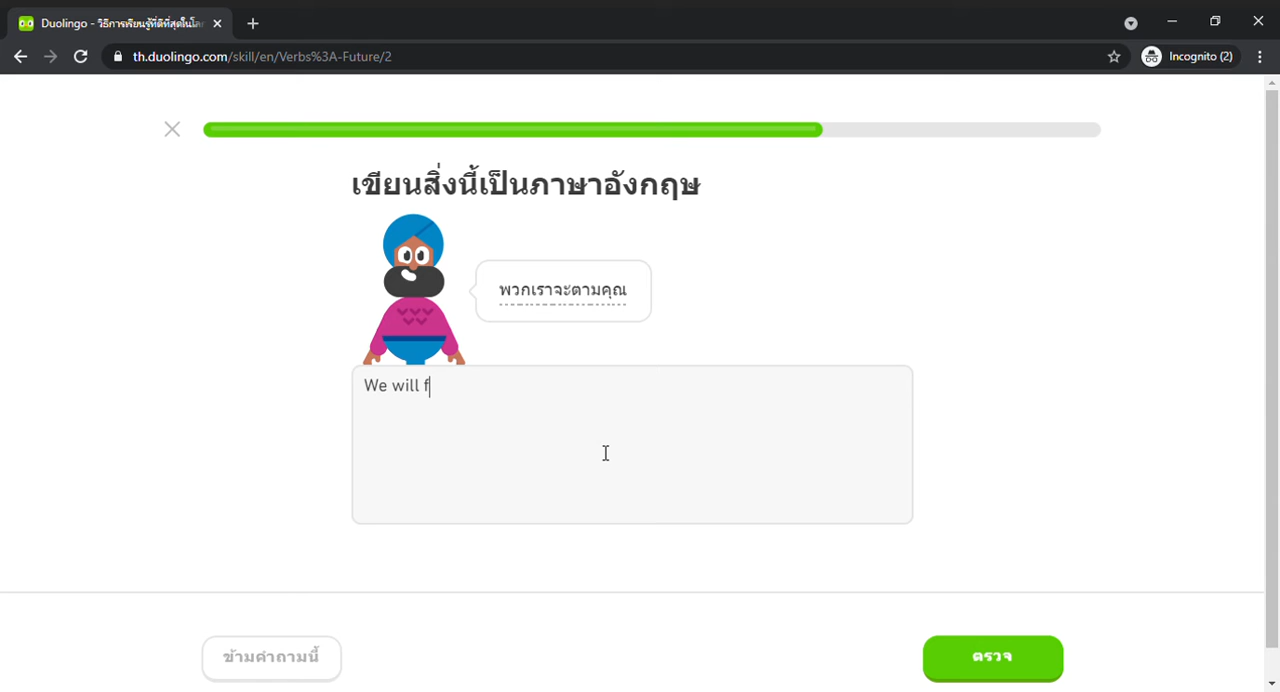 Duolingo - วิธีการเรียนรู้ที่ดีที่สุดในโลก
th.duolingo.com/skill/en/Verbs%3A-Future/2
Incognito (2)
เขียนสิ่งนี้เป็นภาษาอังกฤษ
พวกเราจะตามคุณ
We will f
ข้ามคำถามนี้
ตรวจ